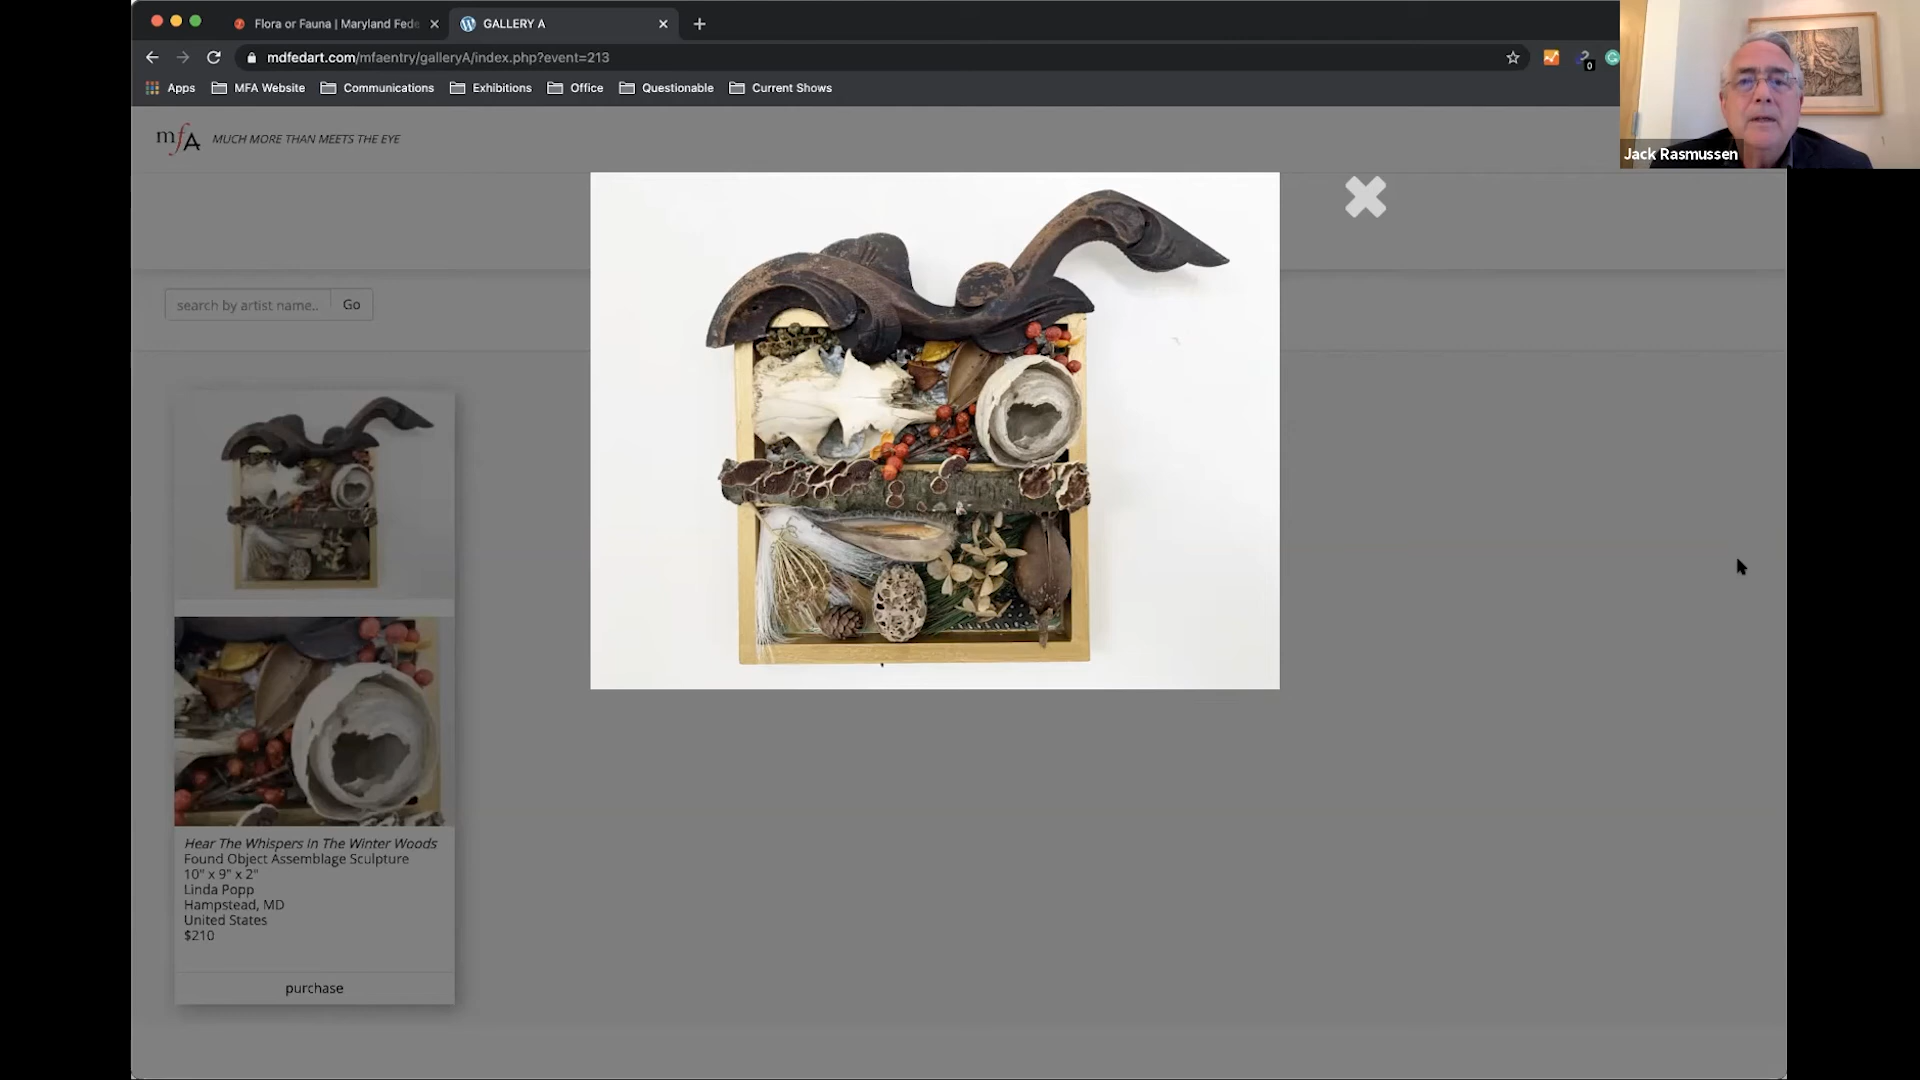 Flora or Fauna | Maryland Fede
GALLERY A
mdfedart.com/mfaentry/galleryA/index.php?event=213
0
Apps
MFA Website
Communications
Exhibitions
Office
Questionable
Current Shows
Jack Rasmussen
mfA MUCH MORE THAN MEETS THE EYE
search by artist name..
Go
Hear The Whispers In The Winter Woods
Found Object Assemblage Sculpture
10" x 9" x 2"
Linda Popp
Hampstead, MD
United States
$210
purchase